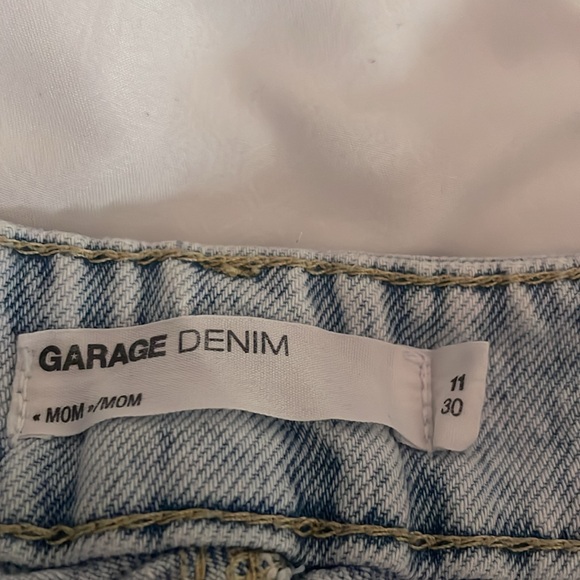 GARAGE DENIM
« MOM »/MOM
11
30